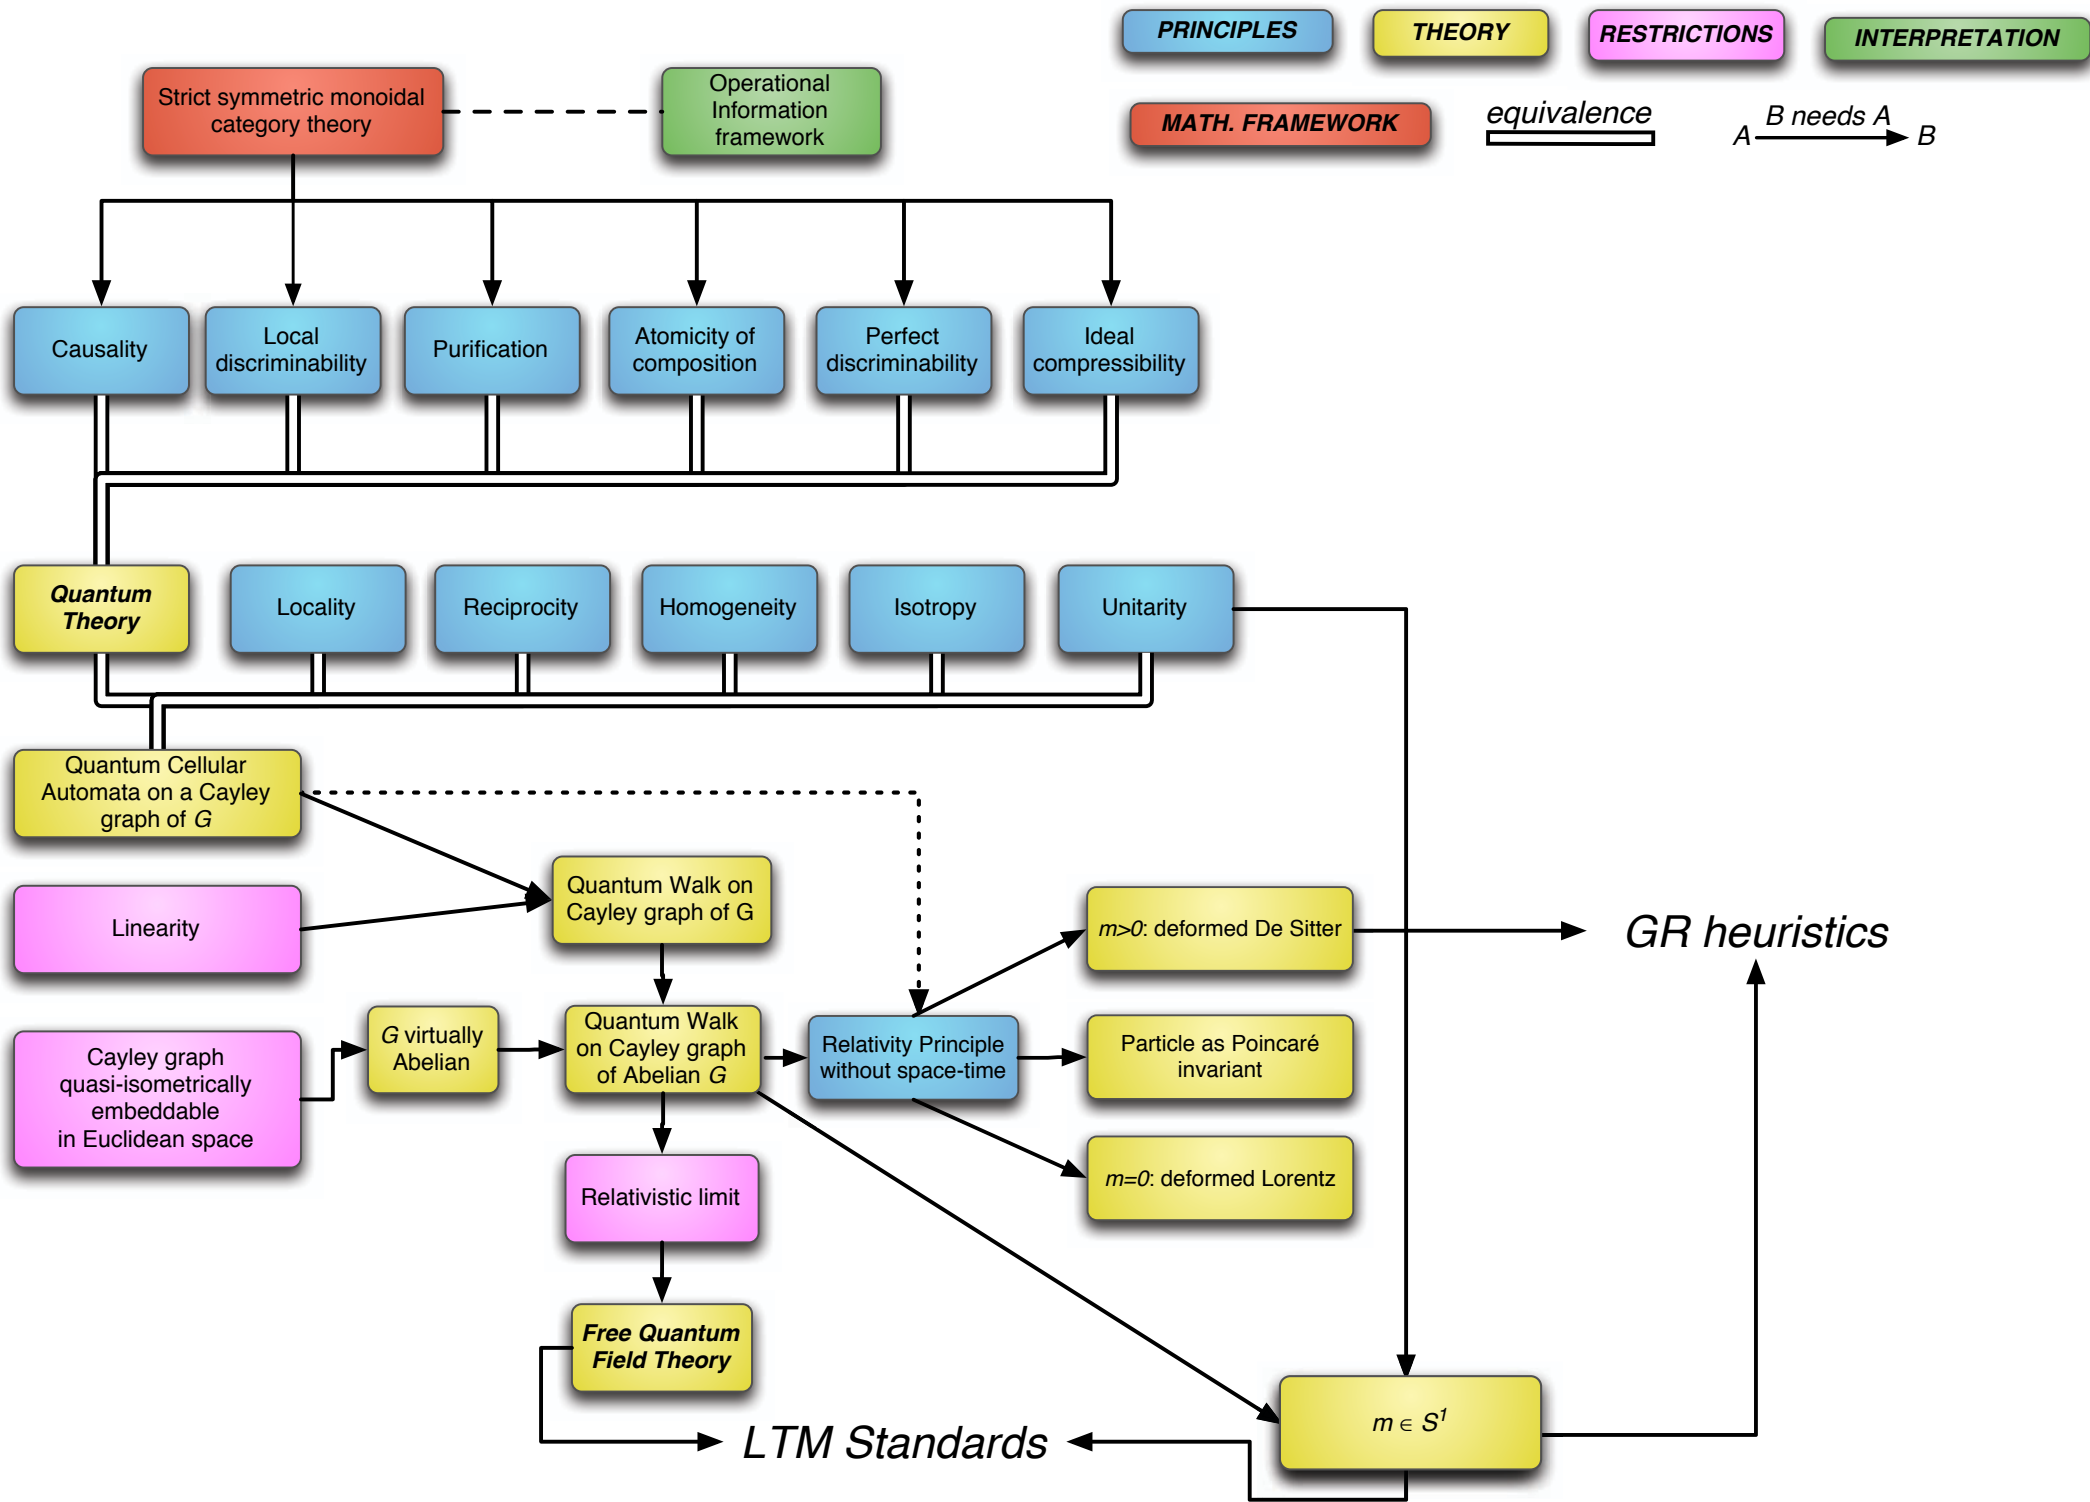 PRINCIPLES
THEORY
RESTRICTIONS
INTERPRETATION
MATH. FRAMEWORK
equivalence
B needs A
A
B
Strict symmetric monoidal
category theory
Operational
Information
framework
Causality
Local
discriminability
Purification
Atomicity of
composition
Perfect
discriminability
Ideal
compressibility
Quantum
Theory
Locality
Reciprocity
Homogeneity
Isotropy
Unitarity
Quantum Cellular
Automata on a Cayley
graph of G
Linearity
Quantum Walk on
Cayley graph of G
m>0: deformed De Sitter
GR heuristics
Cayley graph
quasi-isometrically
embeddable
in Euclidean space
G virtually
Abelian
Quantum Walk
on Cayley graph
of Abelian G
Relativity Principle
without space-time
Particle as Poincaré
invariant
m=0: deformed Lorentz
Relativistic limit
Free Quantum
Field Theory
LTM Standards
m ∈ S¹